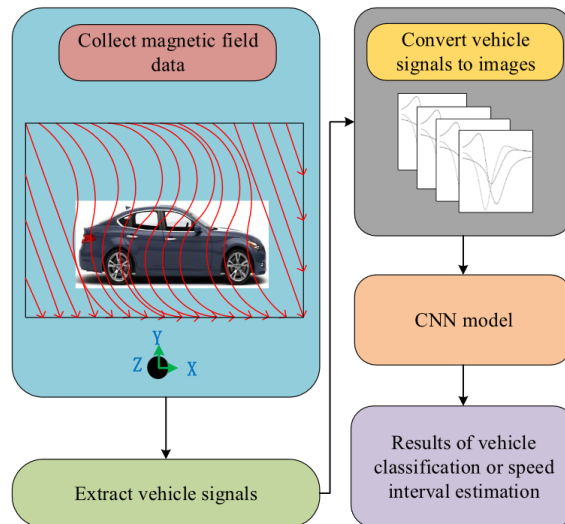 Collect magnetic field
data
Y
Z
X
Extract vehicle signals
Convert vehicle
signals to images
CNN model
Results of vehicle
classification or speed
interval estimation